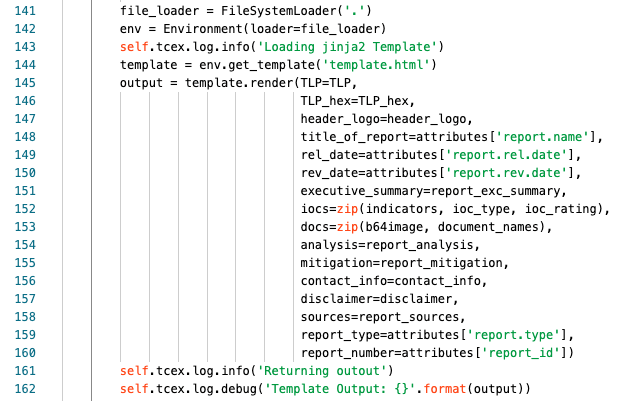 141 file_loader = FileSystemLoader('.')
142 env = Environment(loader=file_loader)
143 self.tcex.log.info('Loading jinja2 Template')
144 template = env.get_template('template.html')
145 output = template.render(TLP=TLP,
146 TLP_hex=TLP_hex,
147 header_logo=header_logo,
148 title_of_report=attributes['report.name'],
149 rel_date=attributes['report.rel.date'],
150 rev_date=attributes['report.rev.date'],
151 executive_summary=report_exc_summary,
152 iocs=zip(indicators, ioc_type, ioc_rating),
153 docs=zip(b64image, document_names),
154 analysis=report_analysis,
155 mitigation=report_mitigation,
156 contact_info=contact_info,
157 disclaimer=disclaimer,
158 sources=report_sources,
159 report_type=attributes['report.type'],
160 report_number=attributes['report_id'])
161 self.tcex.log.info('Returning outout')
162 self.tcex.log.debug('Template Output: {}'.format(output))